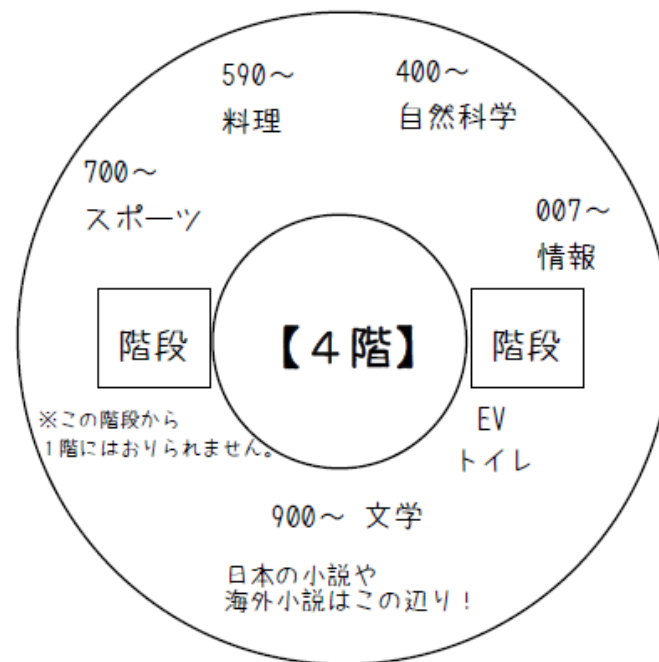 590～
料理
400～
自然科学
700～
スポーツ
007～
情報
階段
【４階】
階段
※この階段から
１階にはおりられません。
EV
トイレ
900～ 文学
日本の小説や
海外小説はこの辺り！